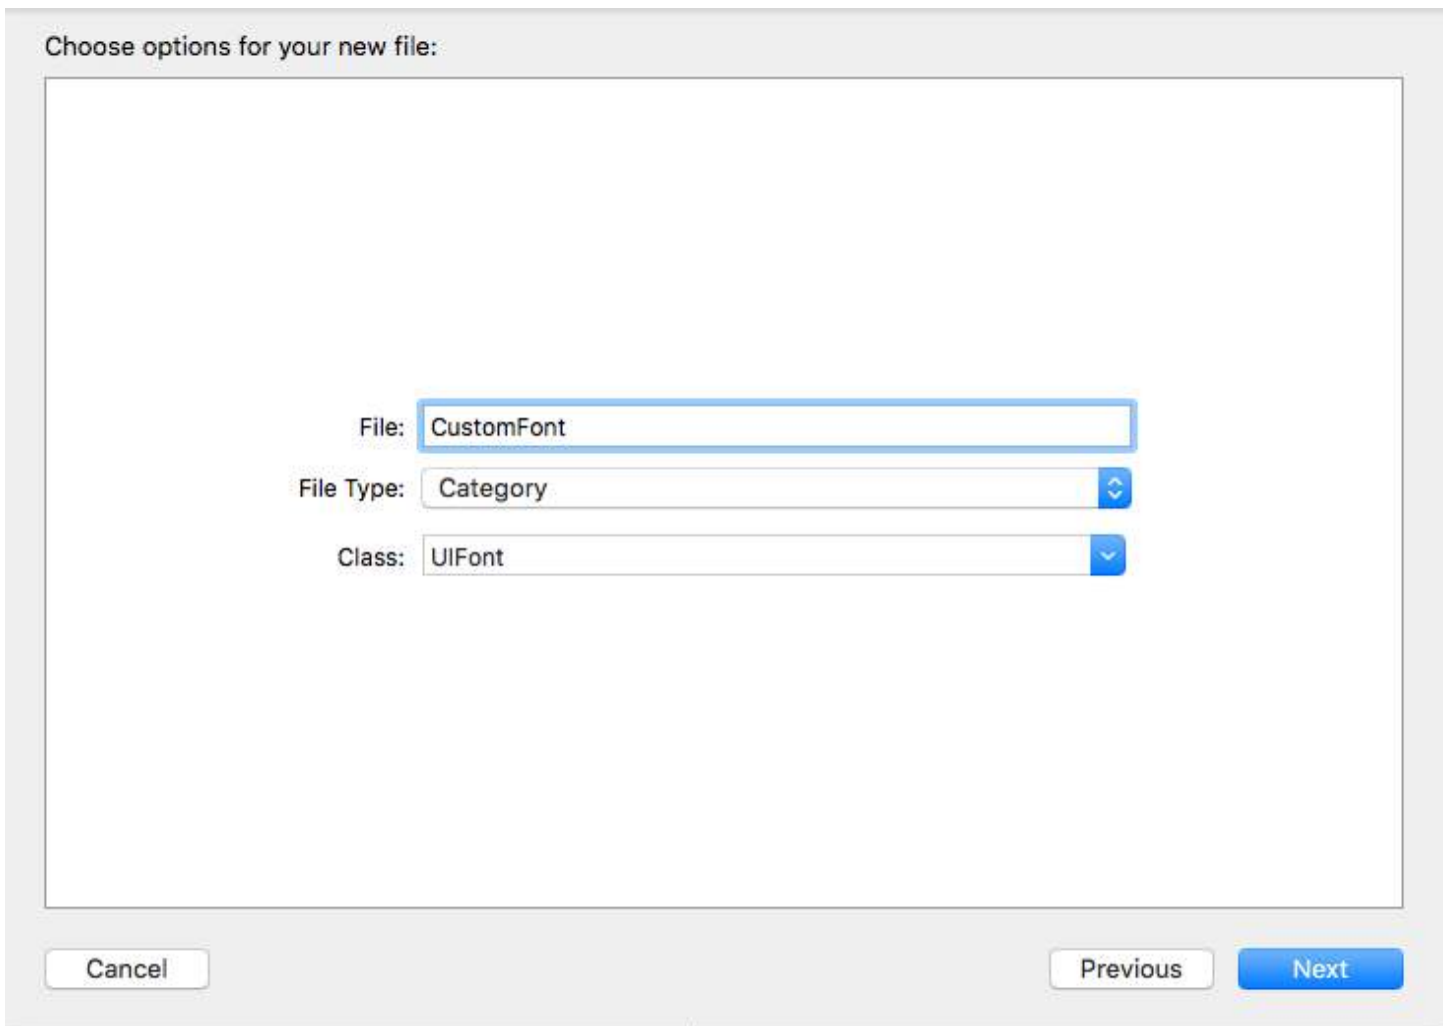 Choose options for your new file:
File: CustomFont
File Type: Category
Class: UIFont
Cancel Previous Next